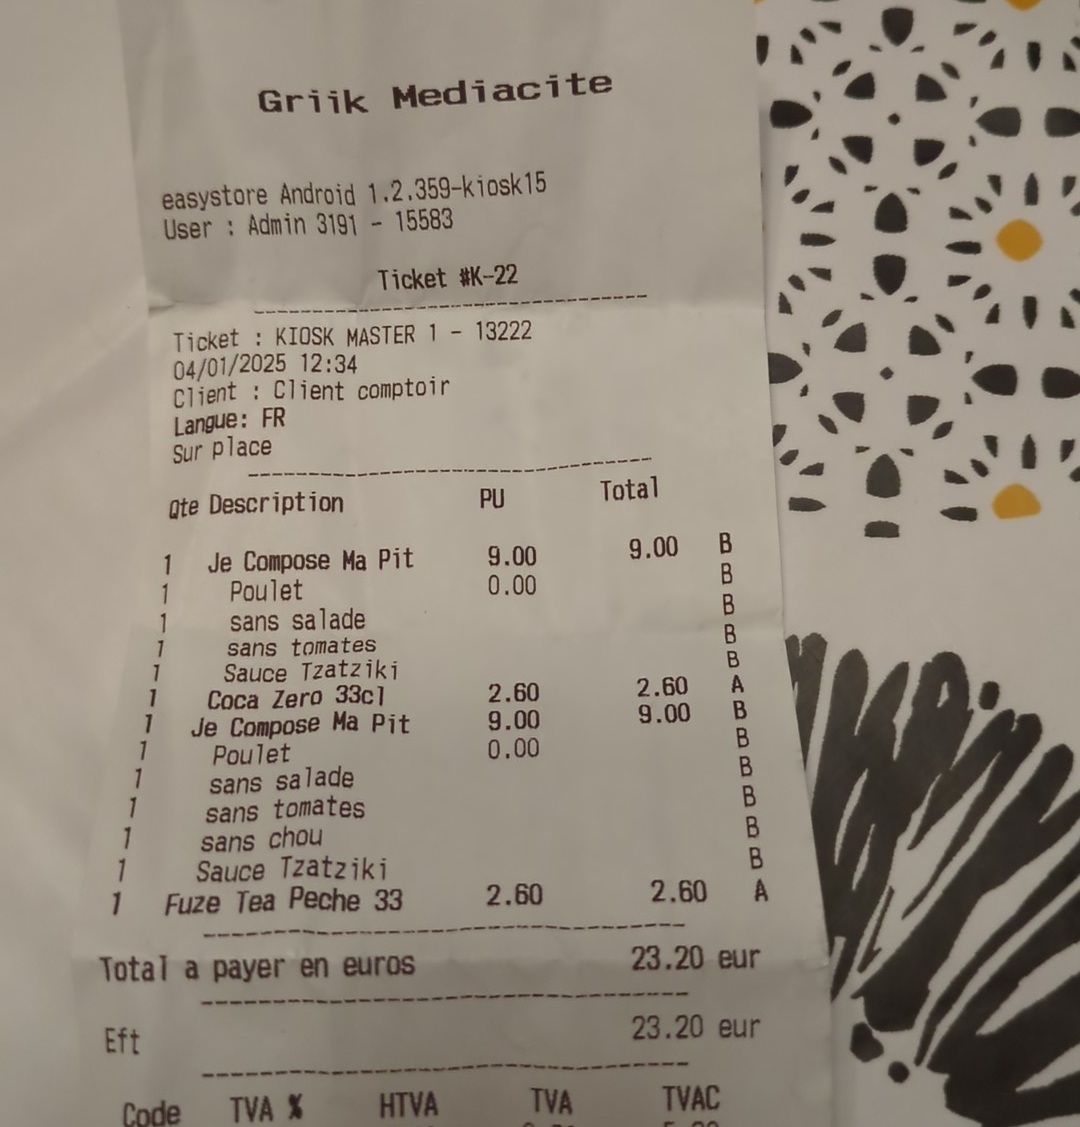 Griik Mediacite
easystore Android 1.2.359-kiosk15
User : Admin 3191 - 15583
Ticket #K-22
Ticket : KIOSK MASTER 1 - 13222
04/01/2025 12:34
Client : Client comptoir
Langue: FR
Sur place
Qte Description PU Total
1 Je Compose Ma Pit 9.00 9.00 B
1 Poulet 0.00 B
1 sans salade B
1 sans tomates B
1 Sauce Tzatziki B
1 Coca Zero 33cl 2.60 2.60 A
1 Je Compose Ma Pit 9.00 9.00 B
1 Poulet 0.00 B
1 sans salade B
1 sans tomates B
1 sans chou B
1 Sauce Tzatziki B
1 Fuze Tea Peche 33 2.60 2.60 A
Total a payer en euros 23.20 eur
Eft 23.20 eur
Code TVA % HTVA TVA TVAC